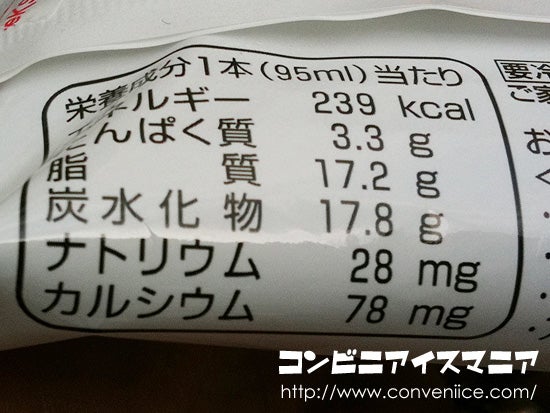 栄養成分1本(95ml)当たり
エネルギー 239 kcal
たんぱく質 3.3 g
脂質 17.2 g
炭水化物 17.8 g
ナトリウム 28 mg
カルシウム 78 mg
要冷
ご家
お
コンビニアイスマニア
http://www.conveniice.com/